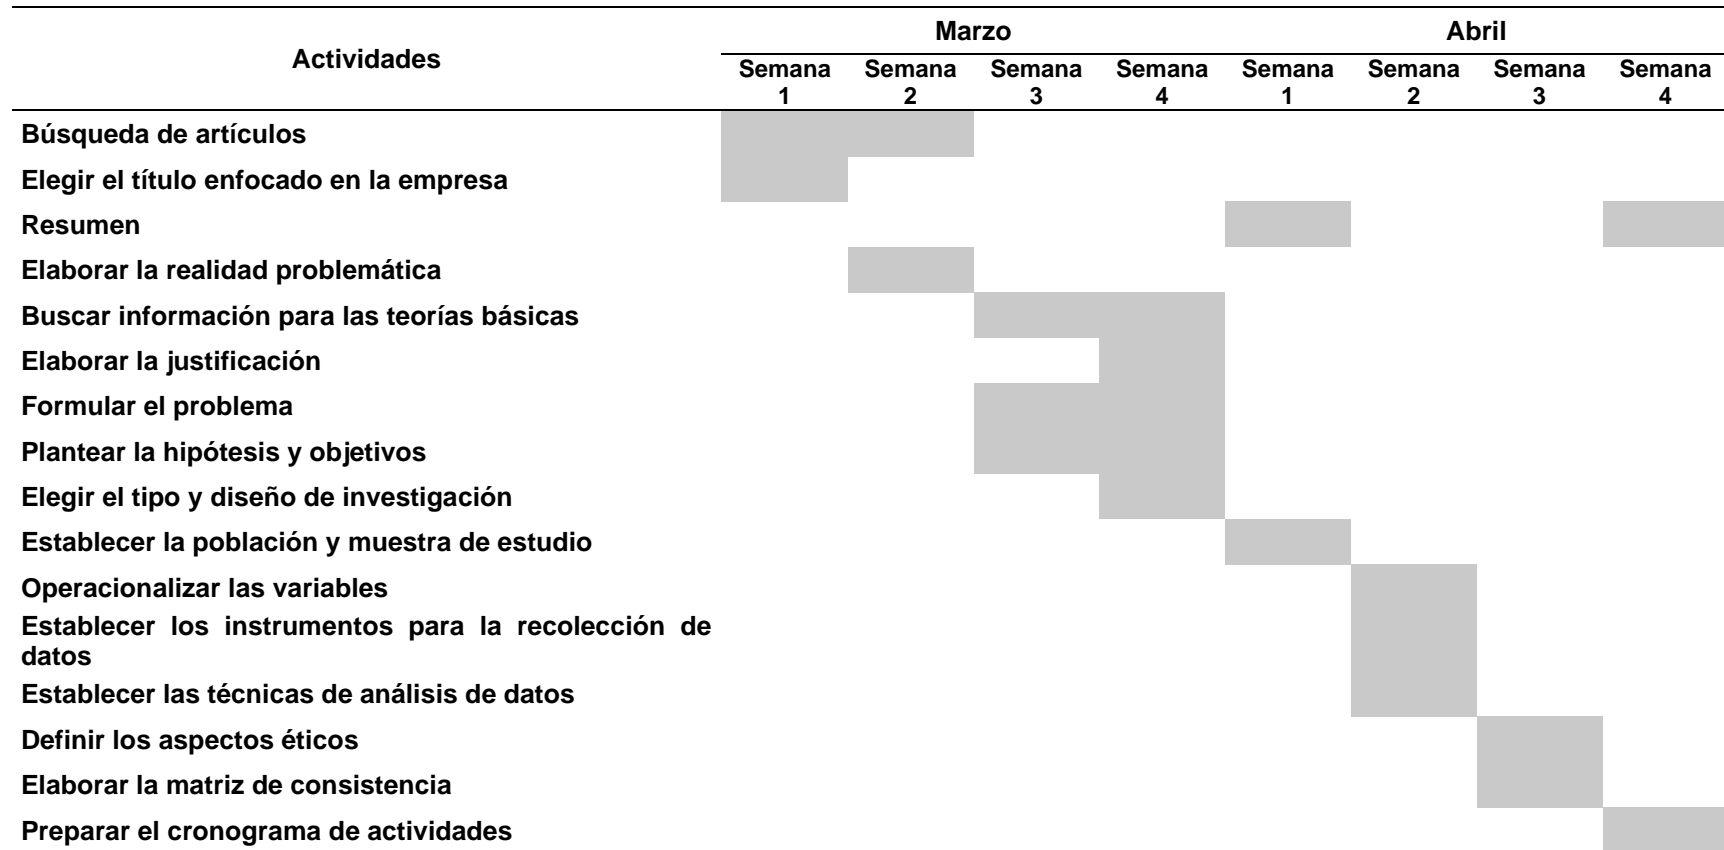 Actividades
Marzo Abril
Semana 1 Semana 2 Semana 3 Semana 4 Semana 1 Semana 2 Semana 3 Semana 4
Búsqueda de artículos
Elegir el título enfocado en la empresa
Resumen
Elaborar la realidad problemática
Buscar información para las teorías básicas
Elaborar la justificación
Formular el problema
Plantear la hipótesis y objetivos
Elegir el tipo y diseño de investigación
Establecer la población y muestra de estudio
Operacionalizar las variables
Establecer los instrumentos para la recolección de
datos
Establecer las técnicas de análisis de datos
Definir los aspectos éticos
Elaborar la matriz de consistencia
Preparar el cronograma de actividades